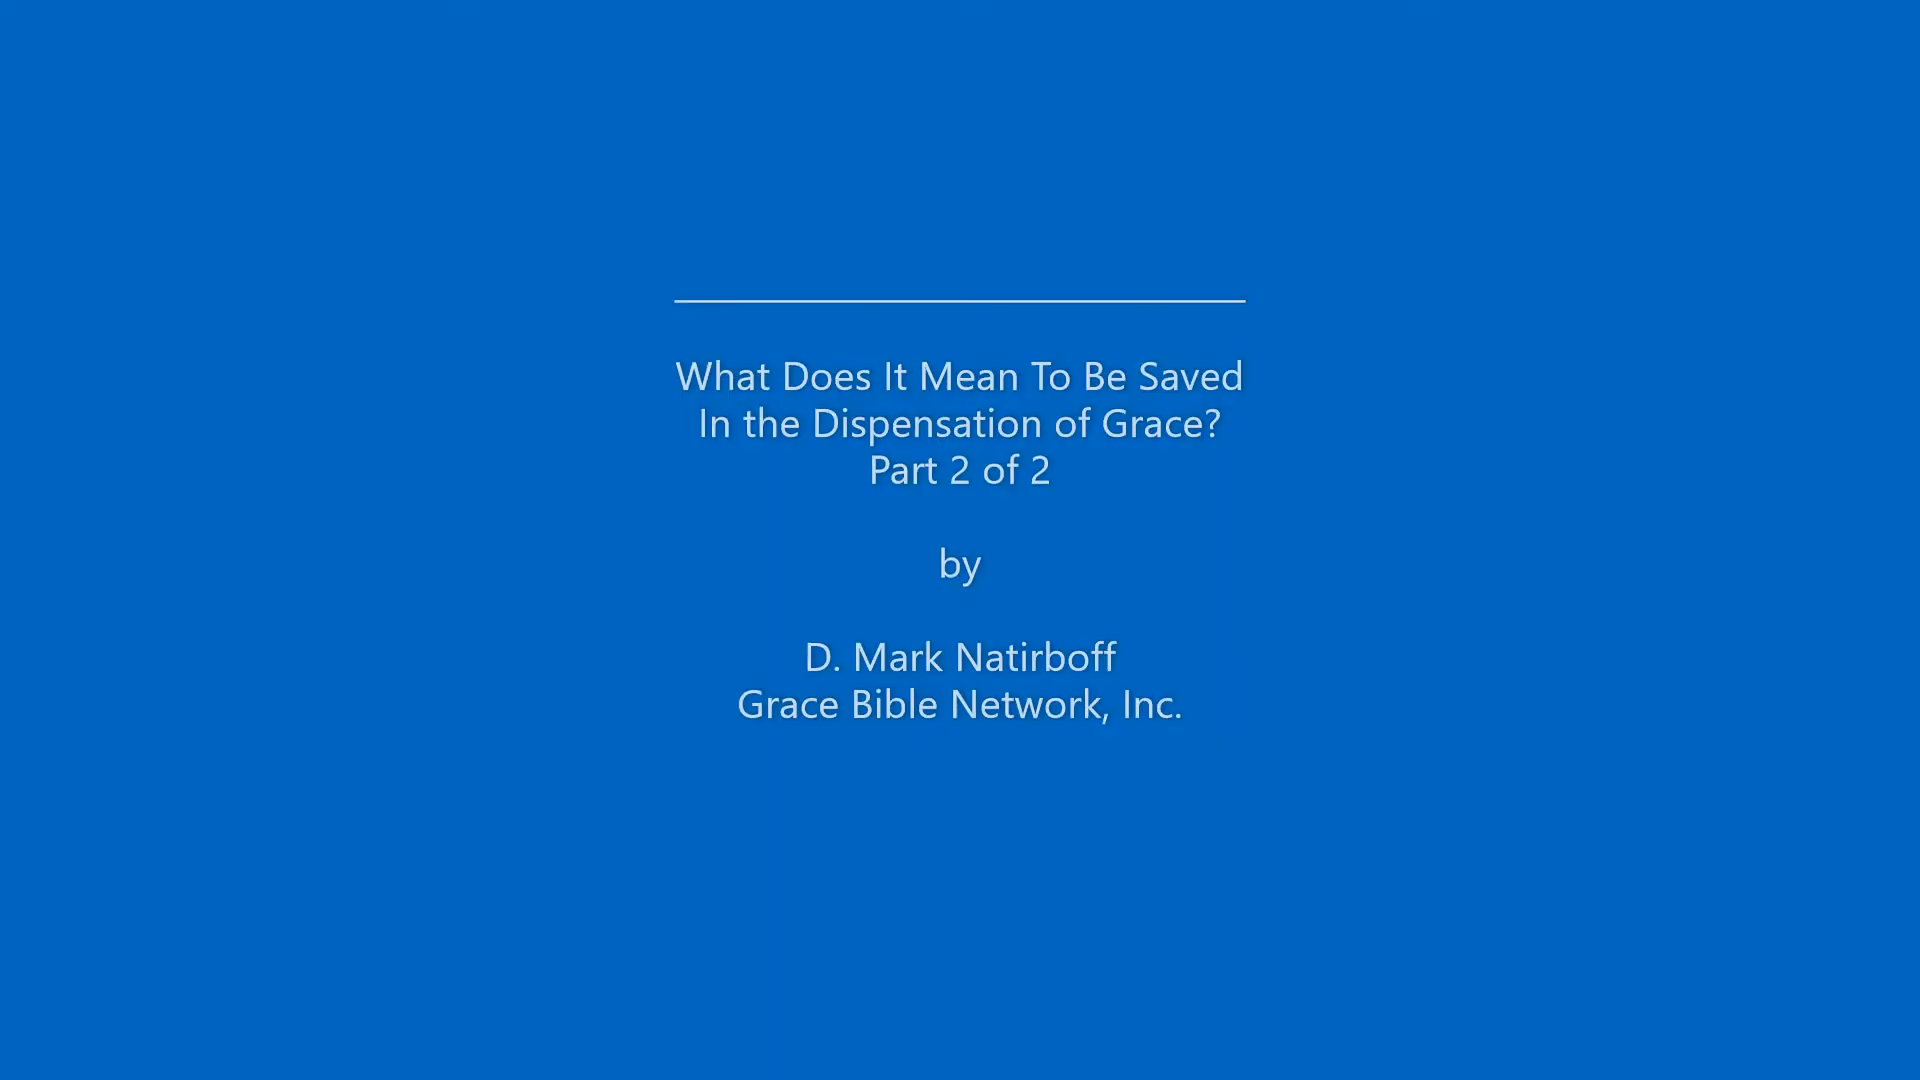 What Does It Mean To Be Saved
In the Dispensation of Grace?
Part 2 of 2
by
D. Mark Natirboff
Grace Bible Network, Inc.